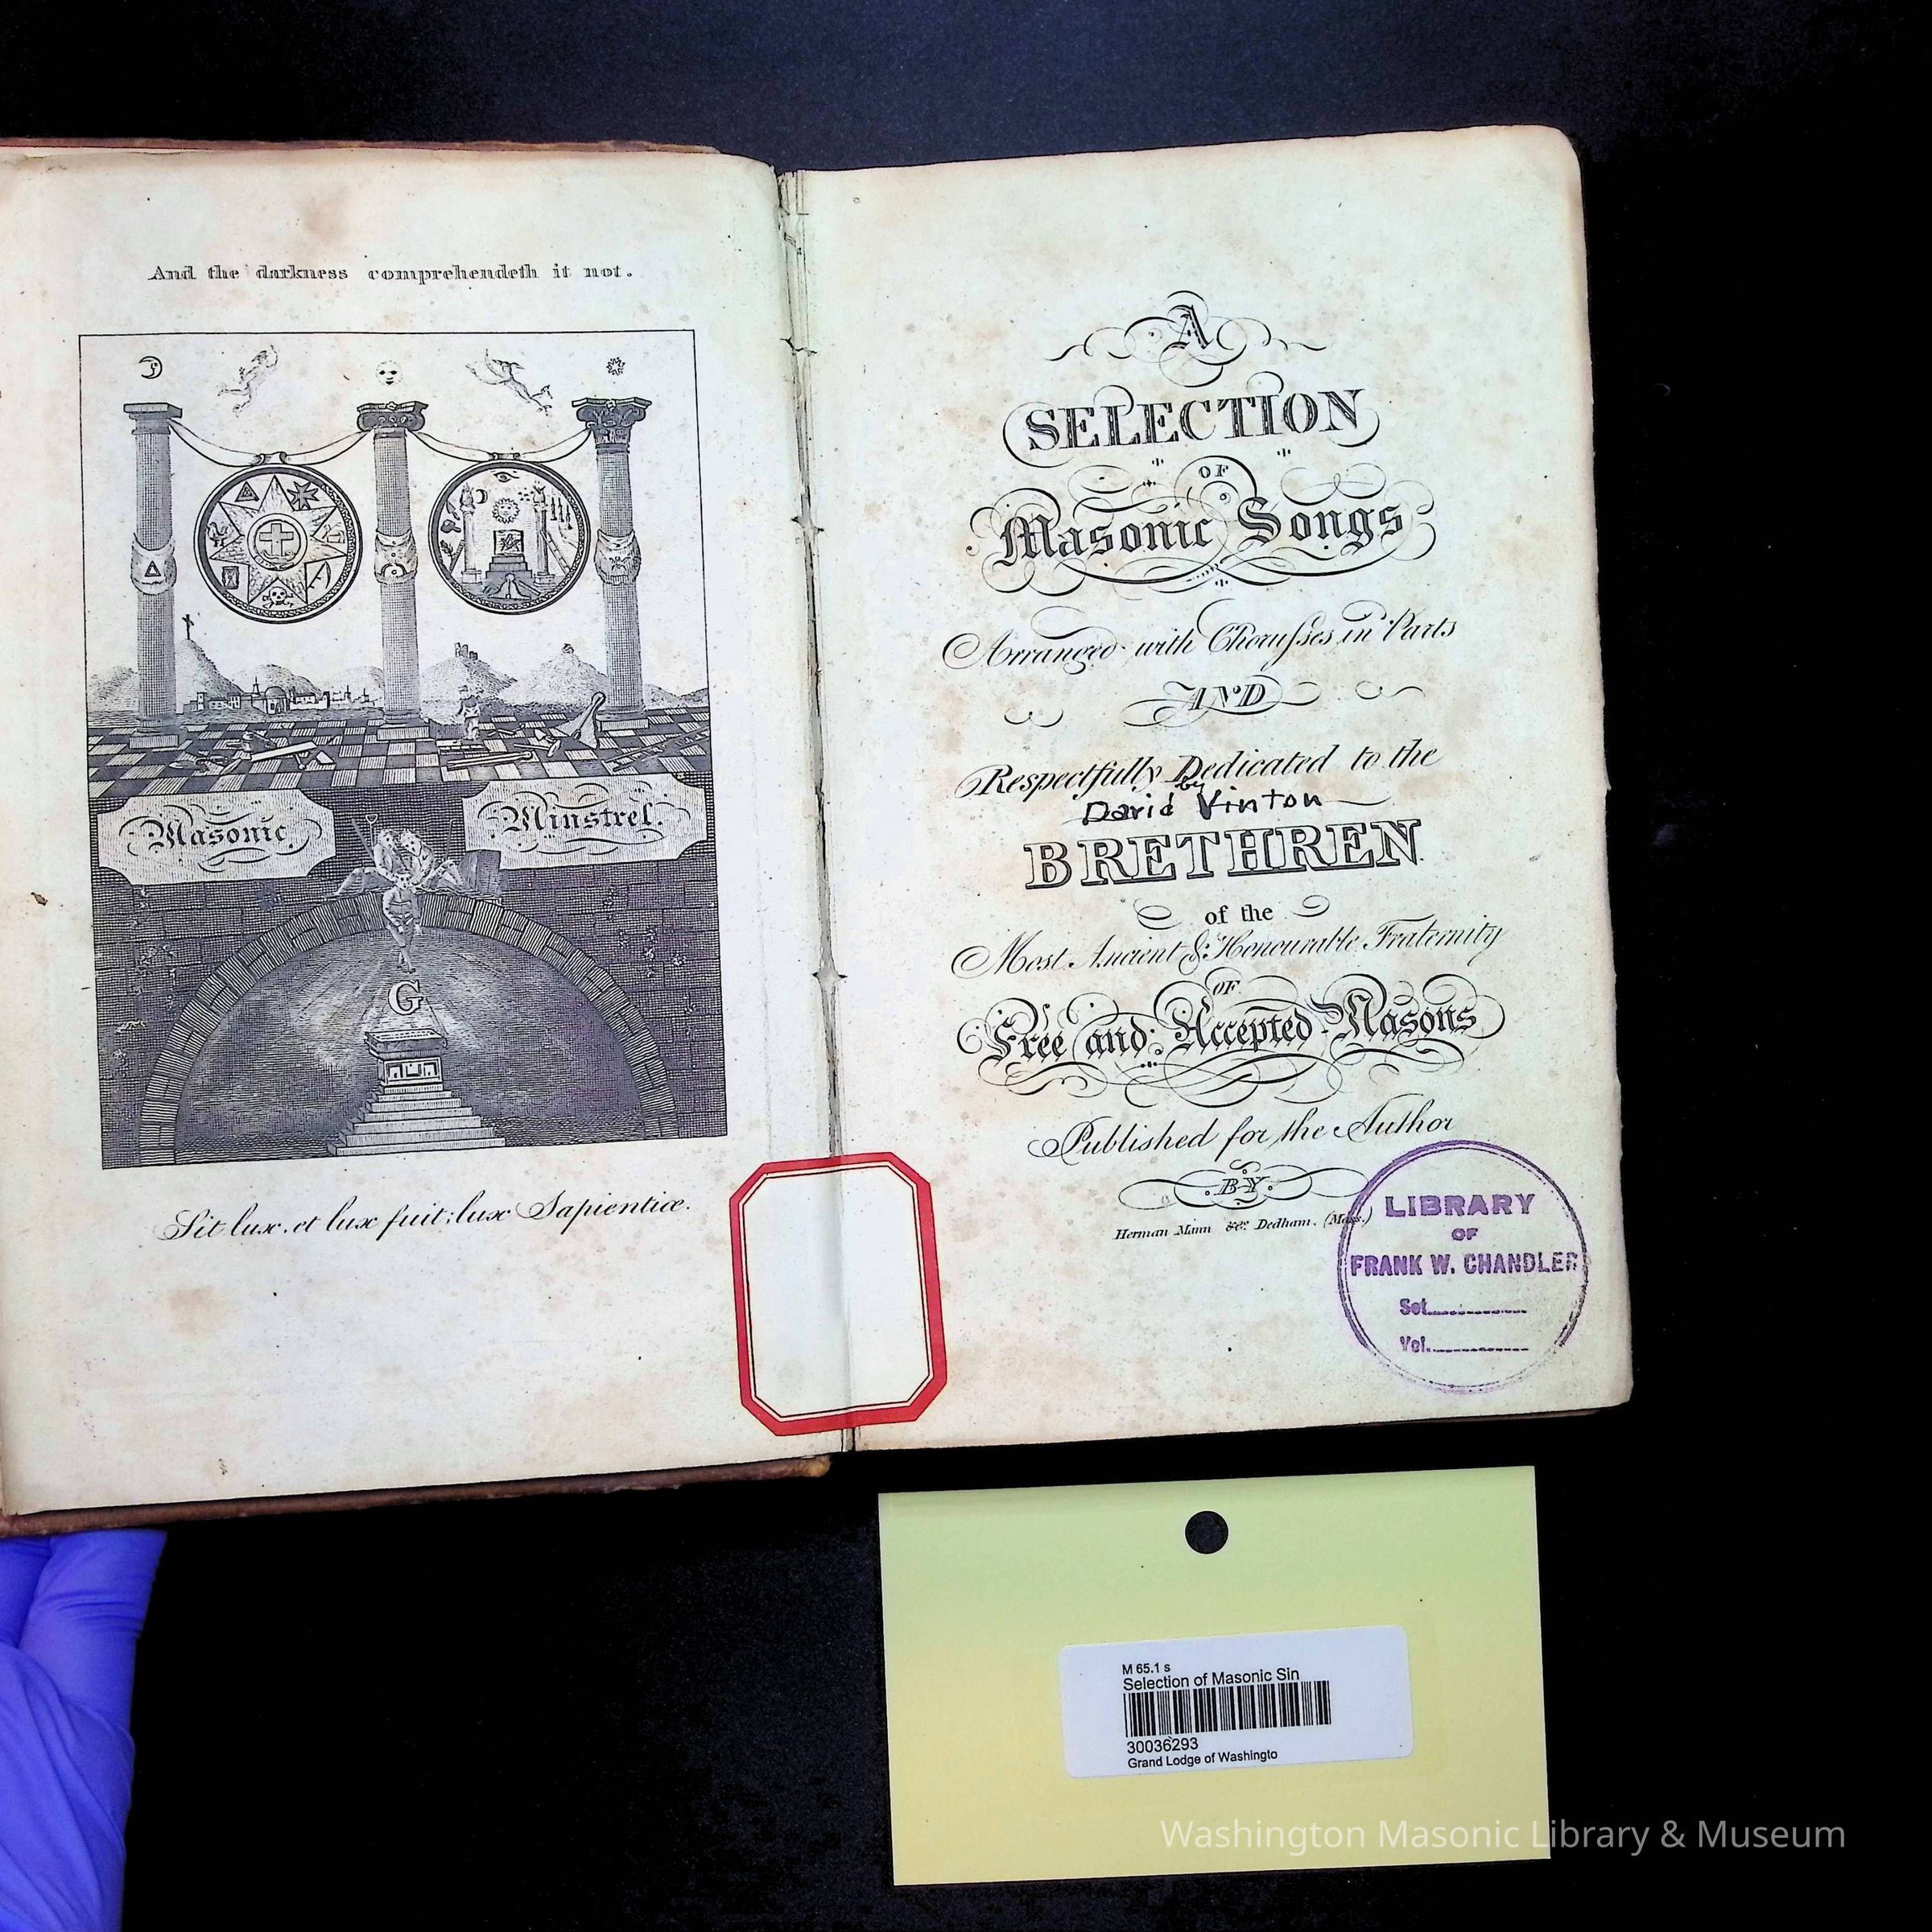 And the darkness comprehendeth it not.
Masonic
Minstrel.
G
Sit lux, et lux fuit; lux Sapientiæ.
A
SELECTION
OF
Masonic Songs
Arranged with Chorusses in Parts
AND
Respectfully Dedicated to the
by
David Vinton
BRETHREN
of the
Most Ancient & Honourable Fraternity
OF
Free and Accepted Masons
Published for the Author
BY
Herman Mann &Co. Dedham. (Mass.)
LIBRARY
OF
FRANK W. CHANDLER
Set
Vol.
M 65.1 s
Selection of Masonic Sin
30036293
Grand Lodge of Washingto
Washington Masonic Library & Museum